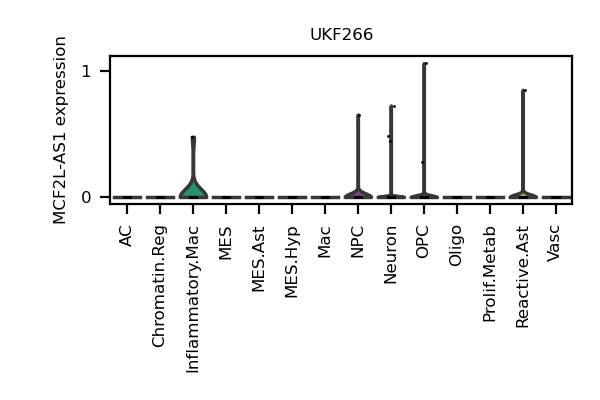 UKF266
MCF2L-AS1 expression
1
0
AC
Chromatin.Reg
Inflammatory.Mac
MES
MES.Ast
MES.Hyp
Mac
NPC
Neuron
OPC
Oligo
Prolif.Metab
Reactive.Ast
Vasc